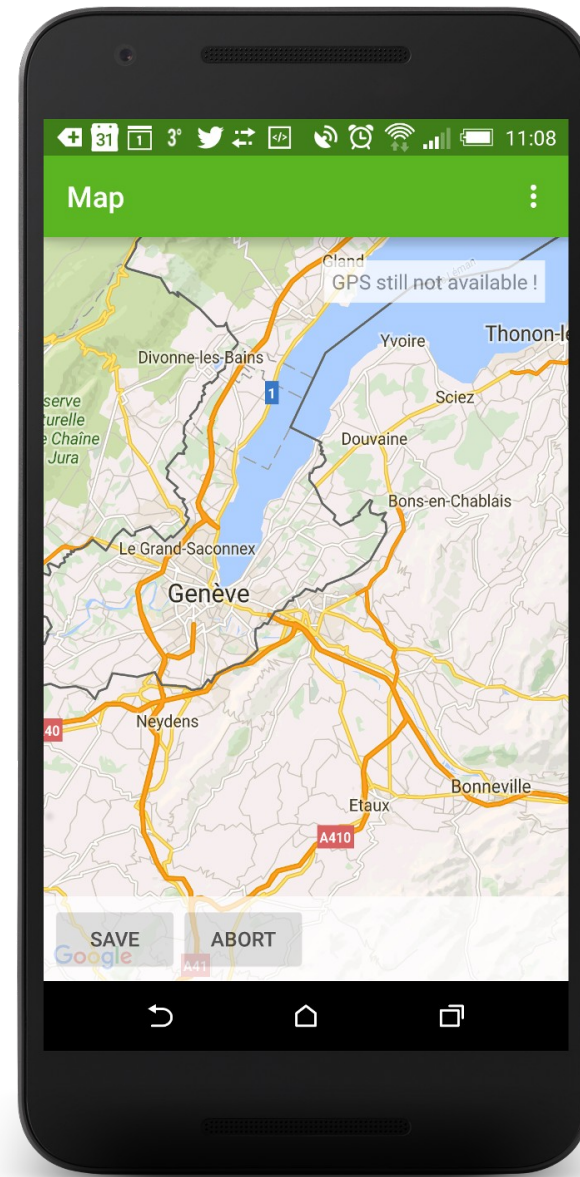 31 1 3° 11:08
Map
Gland
GPS still not available !
Yvoire
Thonon-le
Divonne-les-Bains
1
Sciez
serve
turelle
e Chaîne
Jura
Douvaine
Bons-en-Chablais
Le Grand-Saconnex
Genève
40
Neydens
Bonneville
Etaux
A410
SAVE
ABORT
Google
A41